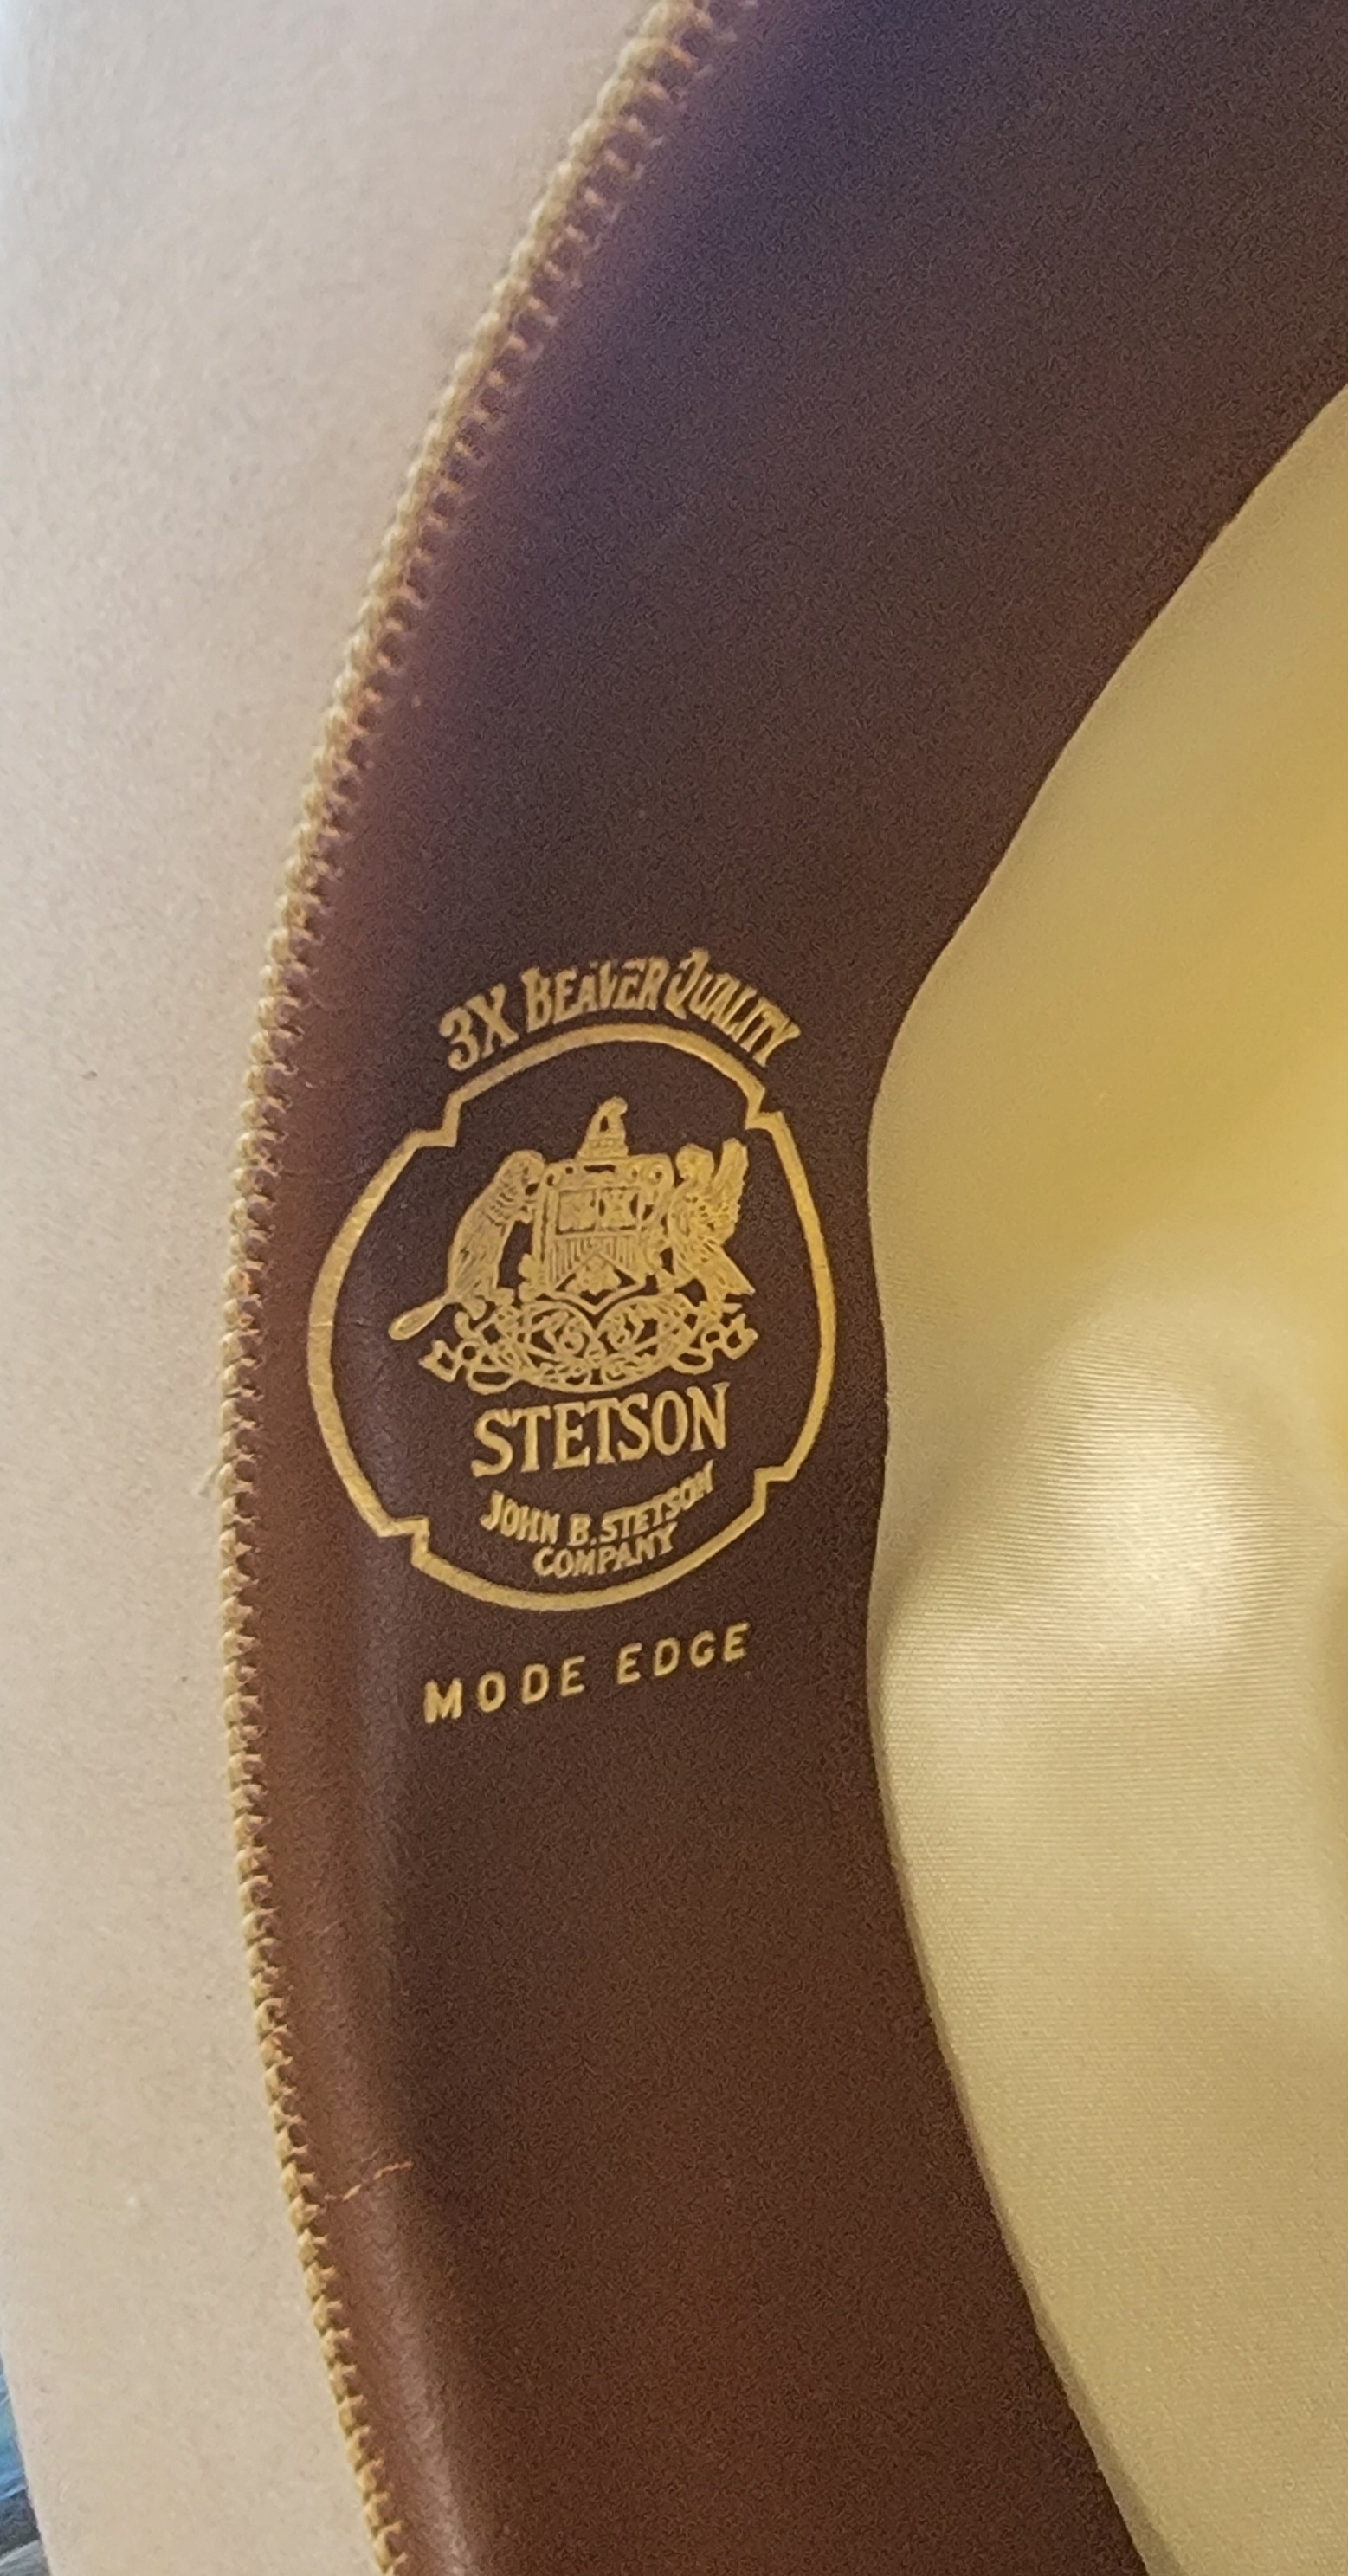 3X BEAVER QUALITY
STETSON
JOHN B. STETSON
COMPANY
MODE EDGE